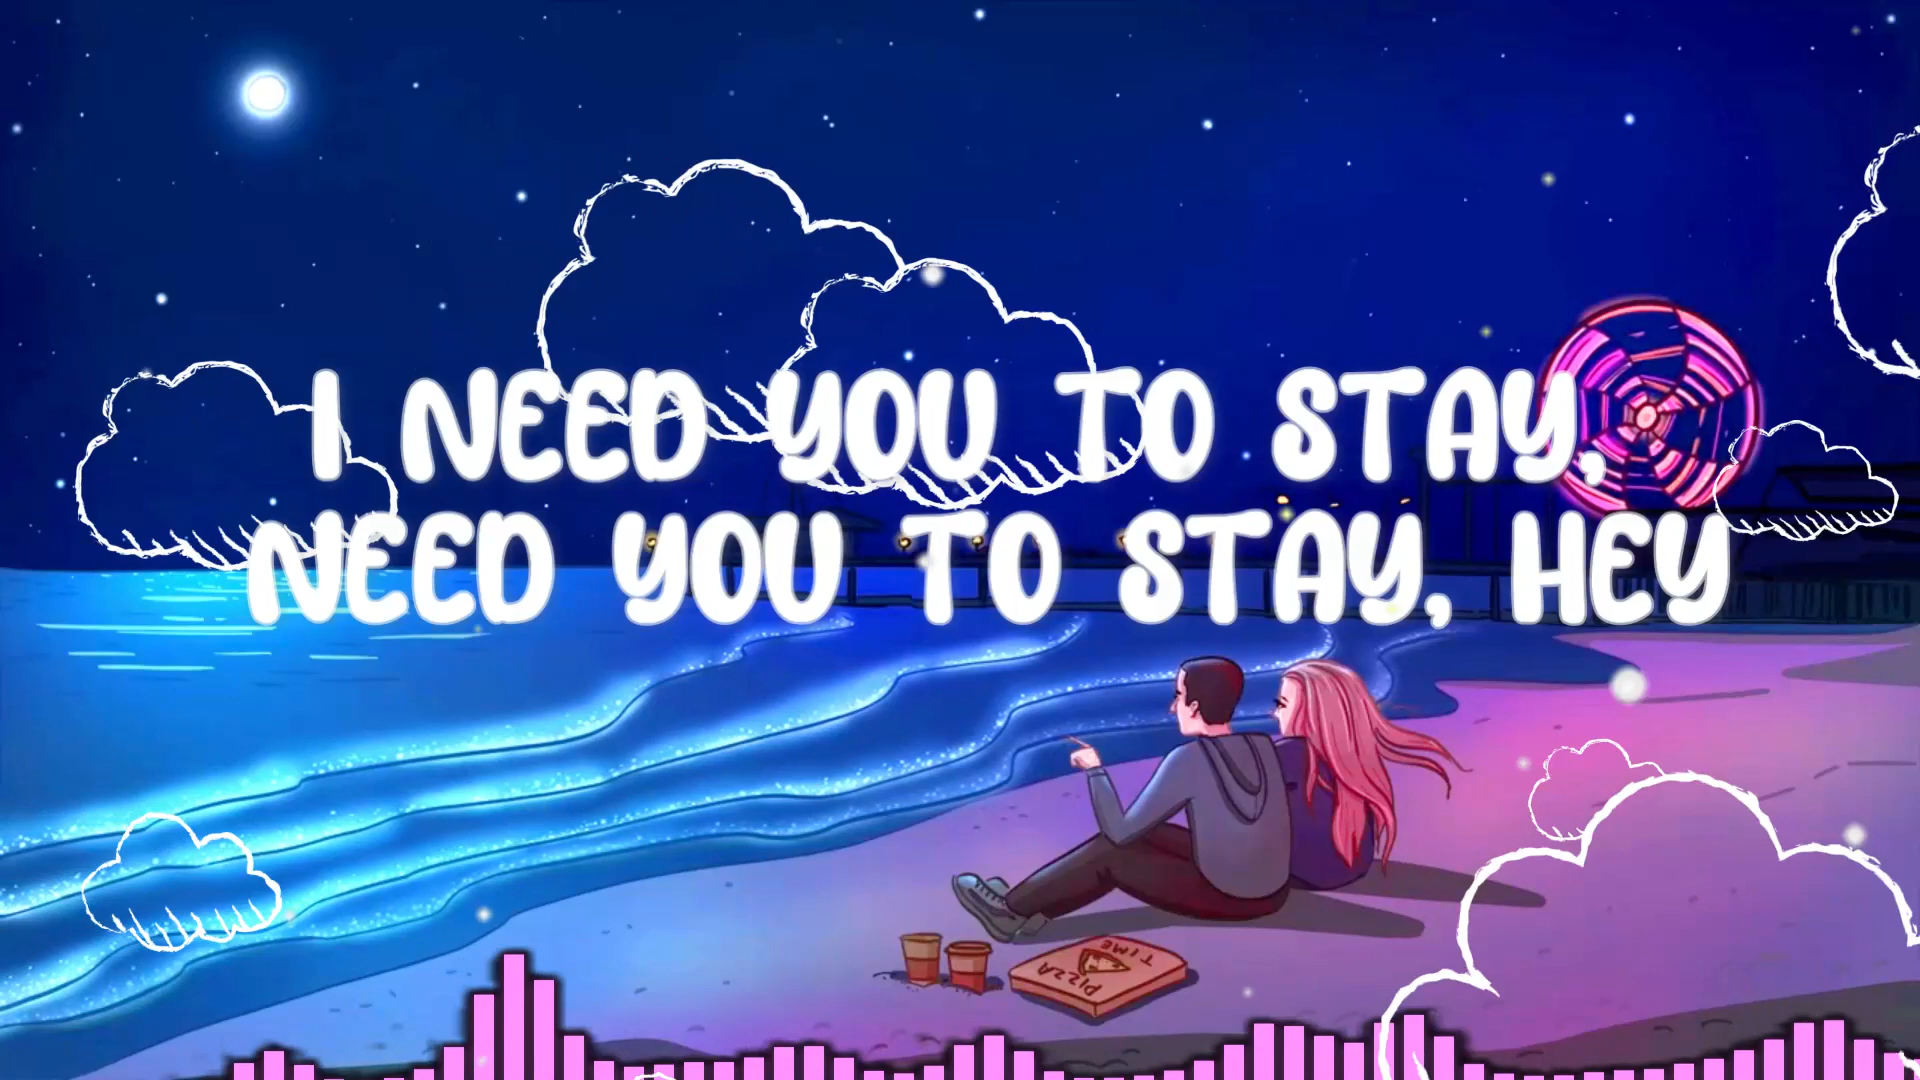 I NEED YOU TO STAY,
NEED YOU TO STAY, HEY
PIZZA
TIME